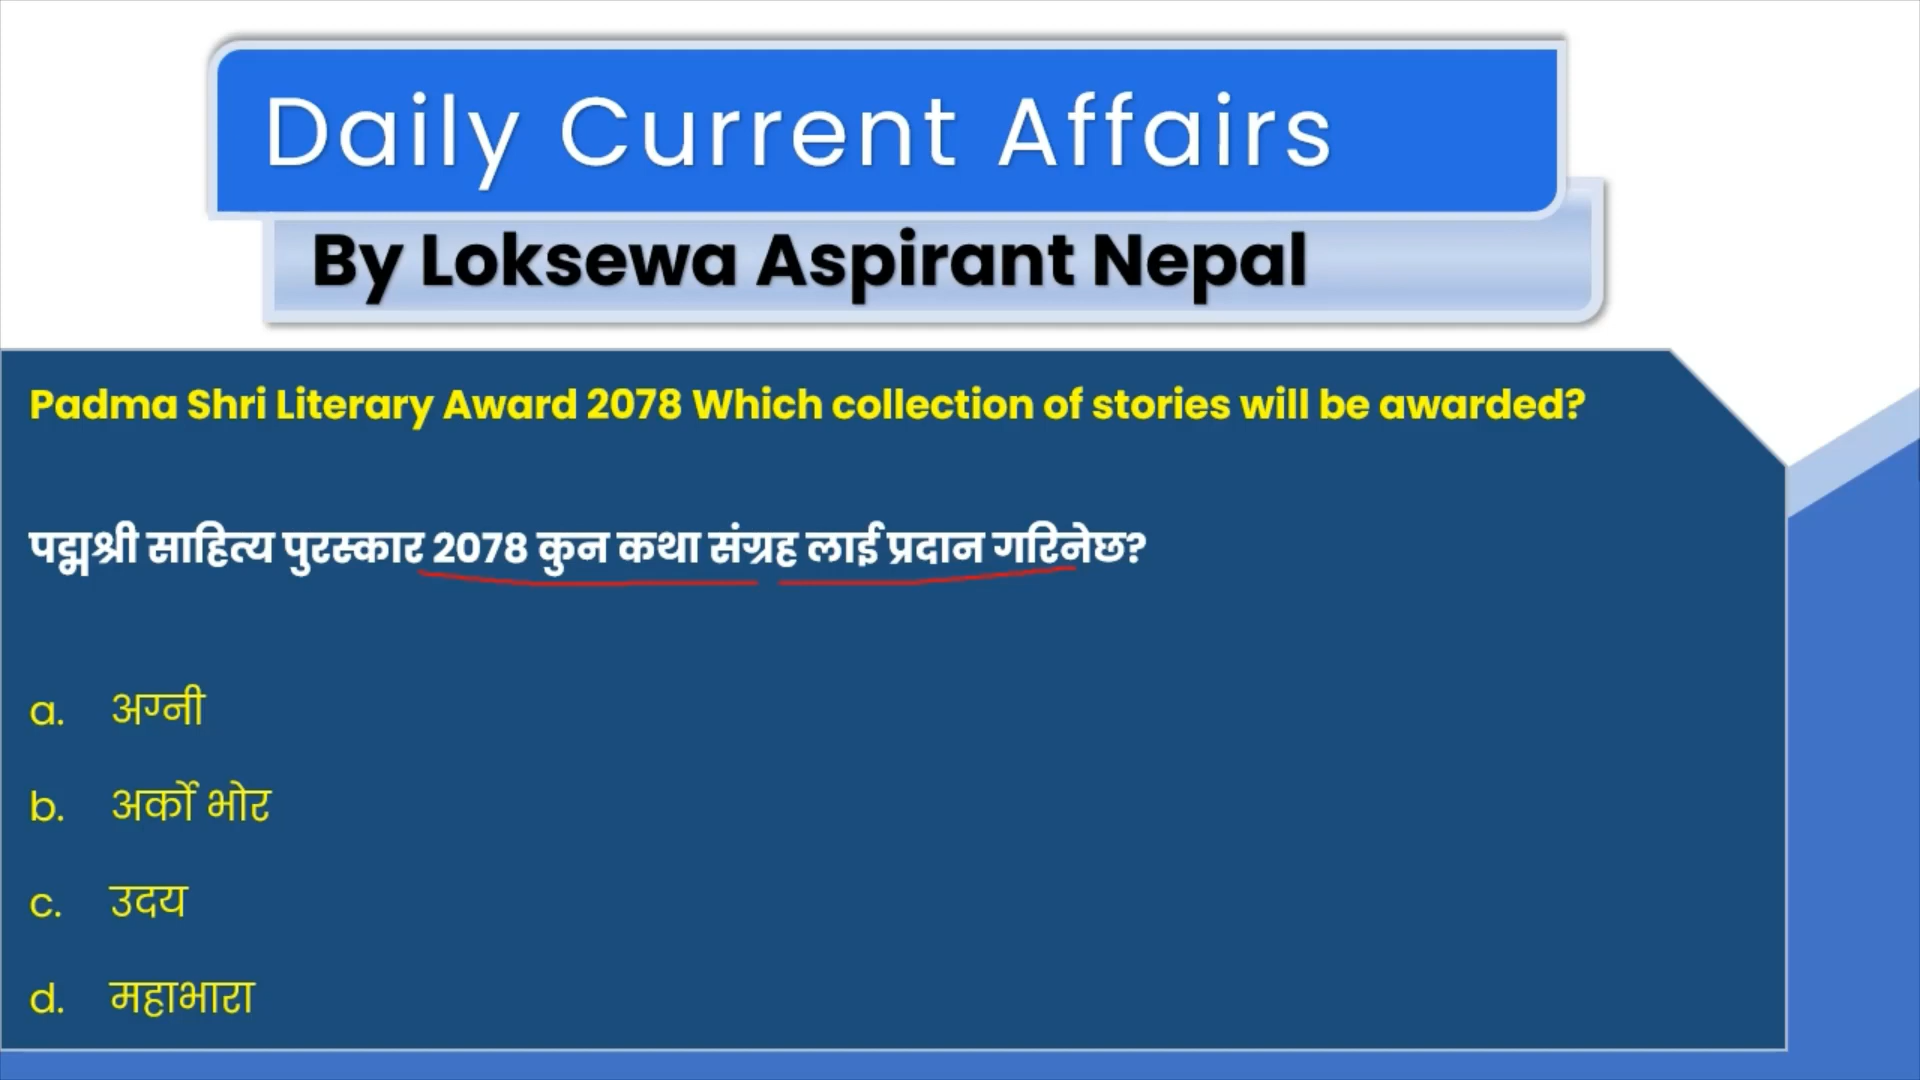 Daily Current Affairs
By Loksewa Aspirant Nepal
Padma Shri Literary Award 2078 Which collection of stories will be awarded?
पद्मश्री साहित्य पुरस्कार 2078 कुन कथा संग्रह लाई प्रदान गरिनेछ?
a. अग्नी
b. अर्को भोर
c. उदय
d. महाभारा